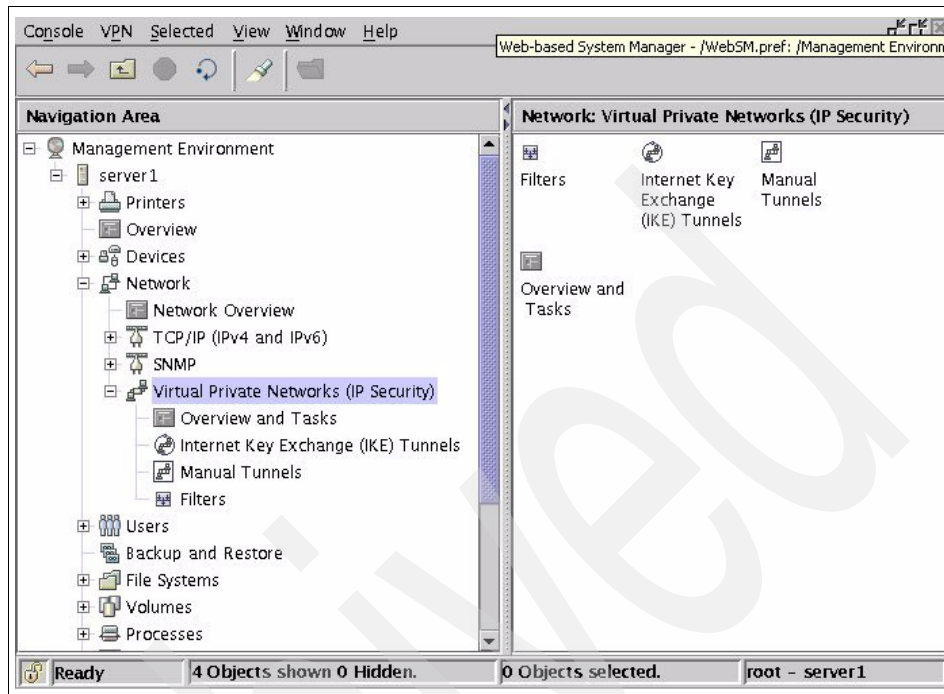 Console VPN Selected View Window Help
Web-based System Manager - /WebSM.pref: /Management Environm
Navigation Area
Management Environment
server1
Printers
Overview
Devices
Network
Network Overview
TCP/IP (IPv4 and IPv6)
SNMP
Virtual Private Networks (IP Security)
Overview and Tasks
Internet Key Exchange (IKE) Tunnels
Manual Tunnels
Filters
Users
Backup and Restore
File Systems
Volumes
Processes
Network: Virtual Private Networks (IP Security)
Filters
Internet Key
Exchange
(IKE) Tunnels
Manual
Tunnels
Overview and
Tasks
Ready
4 Objects shown 0 Hidden.
0 Objects selected.
root - server1